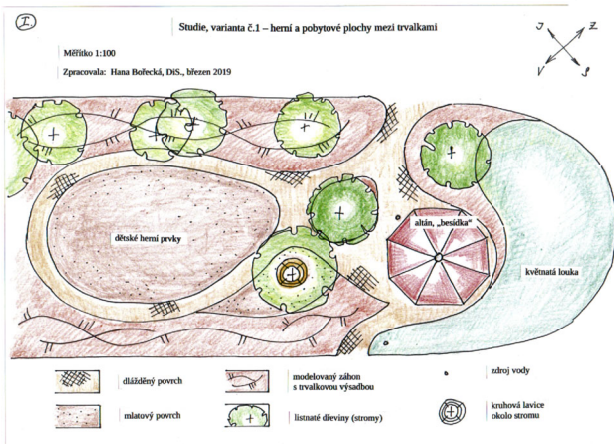 I.
Studie, varianta č.1 – herní a pobytové plochy mezi trvalkami
Měřítko 1:100
Zpracovala: Hana Bořecká, DiS., březen 2019
J
Z
V
S
dětské herní prvky
altán, „besídka"
květnatá louka
dlážděný povrch
mlatový povrch
modelovaný záhon
s trvalkovou výsadbou
listnaté dřeviny (stromy)
zdroj vody
kruhová lavice
okolo stromu